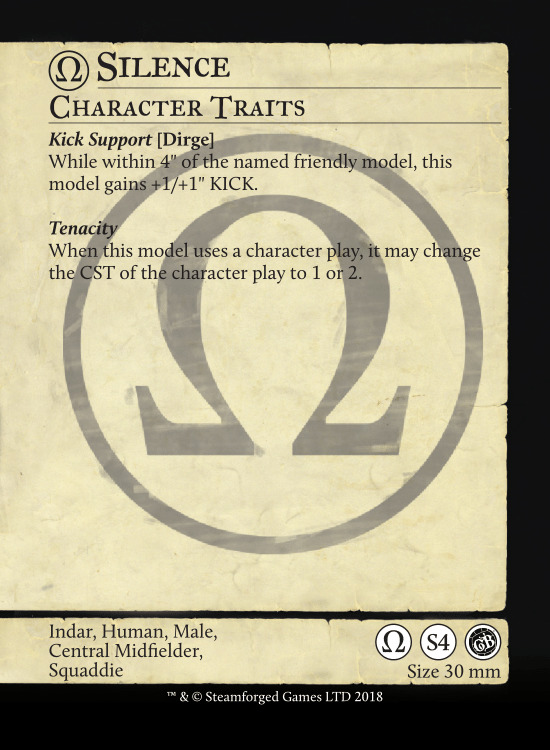 Ω Silence
Character Traits
Kick Support [Dirge]
While within 4" of the named friendly model, this
model gains +1/+1" KICK.
Tenacity
When this model uses a character play, it may change
the CST of the character play to 1 or 2.
Ω
Indar, Human, Male,
Central Midfielder,
Squaddie
Ω S4 GB
Size 30 mm
™ & © Steamforged Games LTD 2018